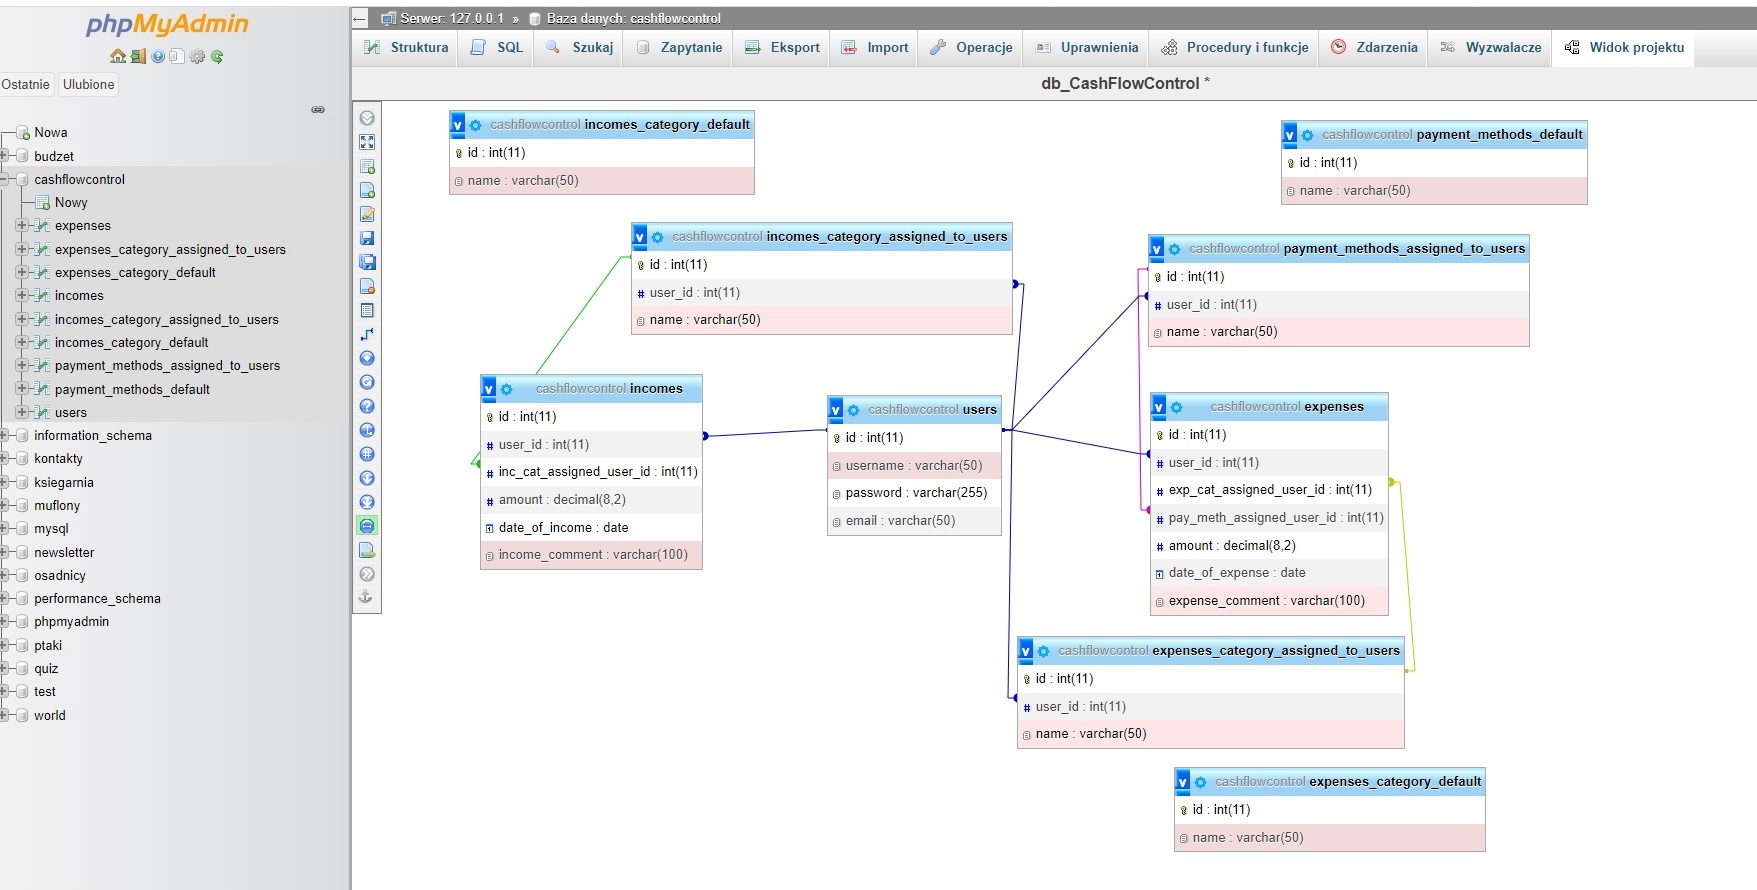 phpMyAdmin
Ostatnie Ulubione
Nowa
budzet
cashflowcontrol
Nowy
expenses
expenses_category_assigned_to_users
expenses_category_default
incomes
incomes_category_assigned_to_users
incomes_category_default
payment_methods_assigned_to_users
payment_methods_default
users
information_schema
kontakty
ksiegarnia
muflony
mysql
newsletter
osadnicy
performance_schema
phpmyadmin
ptaki
quiz
test
world
Serwer: 127.0.0.1 » Baza danych: cashflowcontrol
Struktura SQL Szukaj Zapytanie Eksport Import Operacje Uprawnienia Procedury i funkcje Zdarzenia Wyzwalacze Widok projektu
db_CashFlowControl *
v cashflowcontrol incomes_category_default
id : int(11)
name : varchar(50)
v cashflowcontrol payment_methods_default
id : int(11)
name : varchar(50)
v cashflowcontrol incomes_category_assigned_to_users
id : int(11)
# user_id : int(11)
name : varchar(50)
v cashflowcontrol payment_methods_assigned_to_users
id : int(11)
# user_id : int(11)
name : varchar(50)
v cashflowcontrol incomes
id : int(11)
# user_id : int(11)
# inc_cat_assigned_user_id : int(11)
# amount : decimal(8,2)
date_of_income : date
income_comment : varchar(100)
v cashflowcontrol users
id : int(11)
username : varchar(50)
password : varchar(255)
email : varchar(50)
v cashflowcontrol expenses
id : int(11)
# user_id : int(11)
# exp_cat_assigned_user_id : int(11)
# pay_meth_assigned_user_id : int(11)
# amount : decimal(8,2)
date_of_expense : date
expense_comment : varchar(100)
v cashflowcontrol expenses_category_assigned_to_users
id : int(11)
# user_id : int(11)
name : varchar(50)
v cashflowcontrol expenses_category_default
id : int(11)
name : varchar(50)